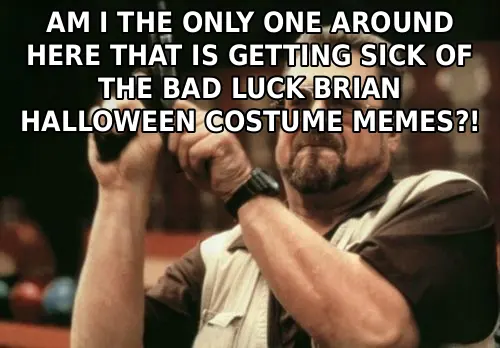 AM I THE ONLY ONE AROUND
HERE THAT IS GETTING SICK OF
THE BAD LUCK BRIAN
HALLOWEEN COSTUME MEMES?!